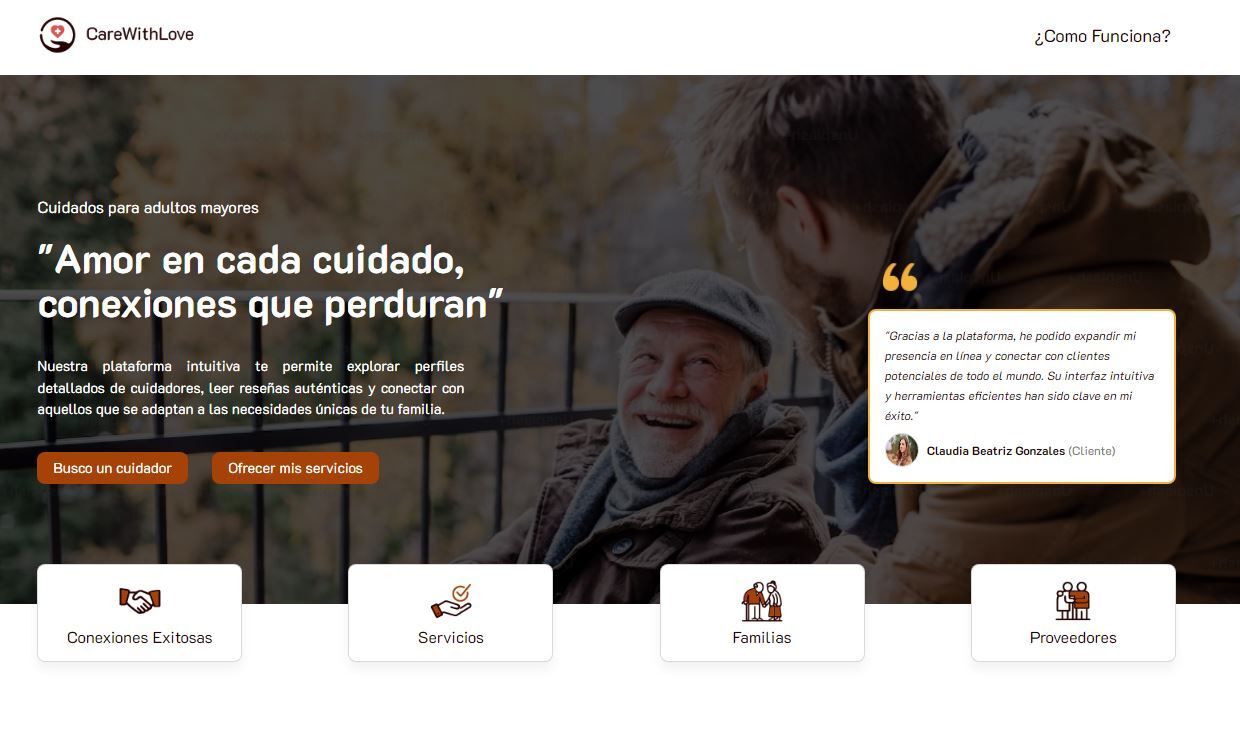 CareWithLove
¿Como Funciona?
Cuidados para adultos mayores
"Amor en cada cuidado,
conexiones que perduran"
Nuestra plataforma intuitiva te permite explorar perfiles
detallados de cuidadores, leer reseñas auténticas y conectar con
aquellos que se adaptan a las necesidades únicas de tu familia.
Busco un cuidador
Ofrecer mis servicios
“
"Gracias a la plataforma, he podido expandir mi
presencia en línea y conectar con clientes
potenciales de todo el mundo. Su interfaz intuitiva
y herramientas eficientes han sido clave en mi
éxito."
Claudia Beatriz Gonzales (Cliente)
Conexiones Exitosas
Servicios
Familias
Proveedores